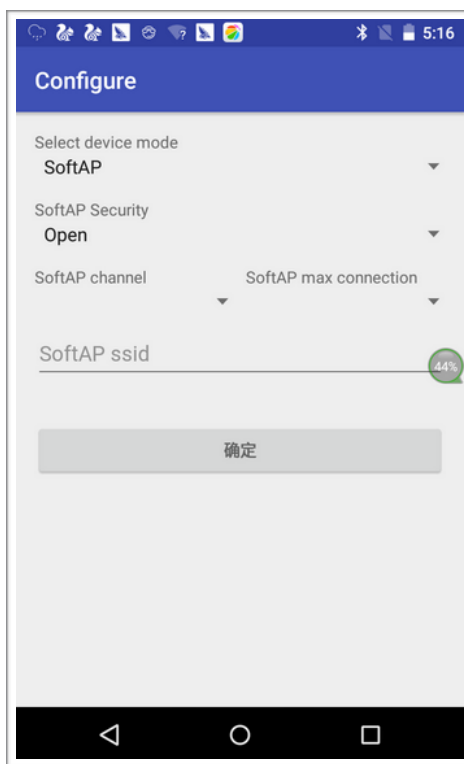 5:16
Configure
Select device mode
SoftAP
SoftAP Security
Open
SoftAP channel SoftAP max connection
SoftAP ssid
44%
确定